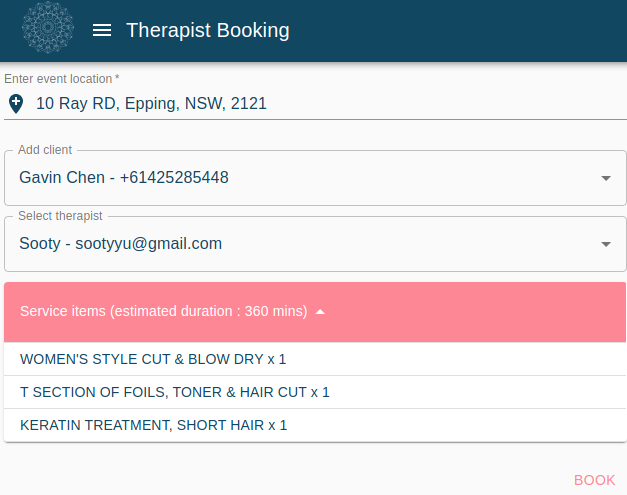 Therapist Booking
Enter event location *
10 Ray RD, Epping, NSW, 2121
Add client
Gavin Chen - +61425285448
Select therapist
Sooty - sootyyu@gmail.com
Service items (estimated duration : 360 mins)
WOMEN'S STYLE CUT & BLOW DRY x 1
T SECTION OF FOILS, TONER & HAIR CUT x 1
KERATIN TREATMENT, SHORT HAIR x 1
BOOK